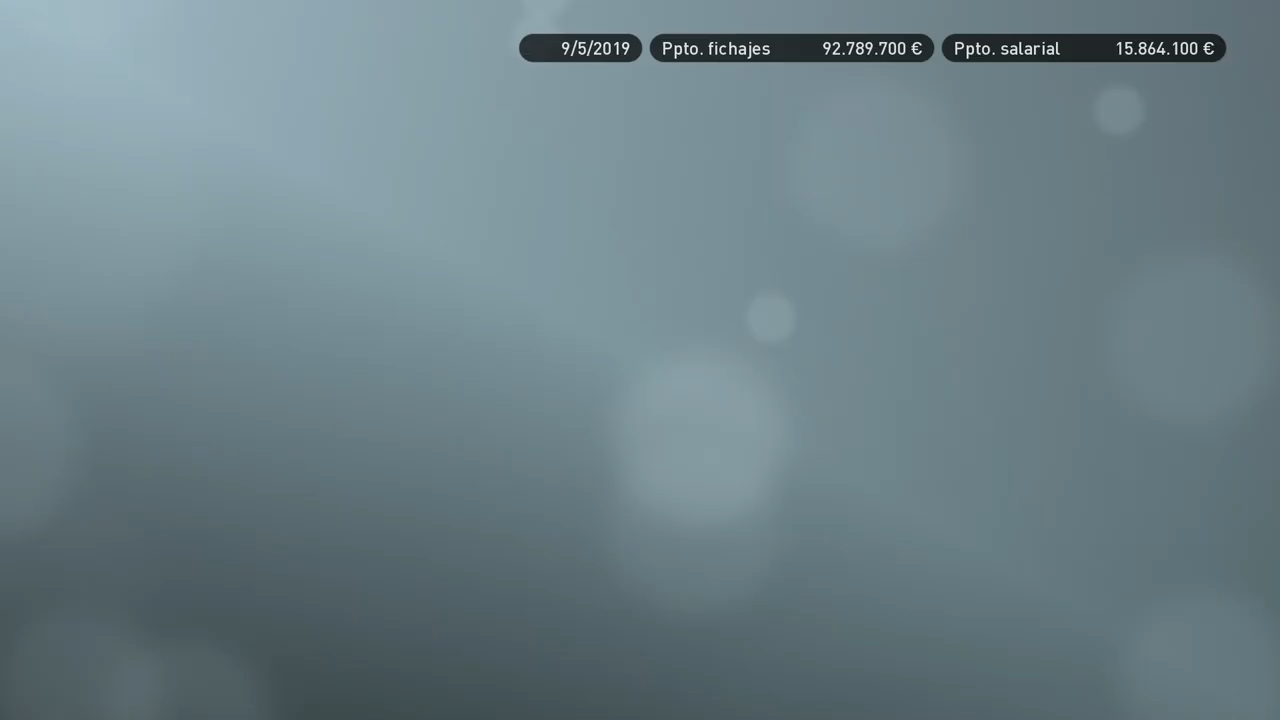 9/5/2019 Ppto. fichajes 92.789.700 € Ppto. salarial 15.864.100 €